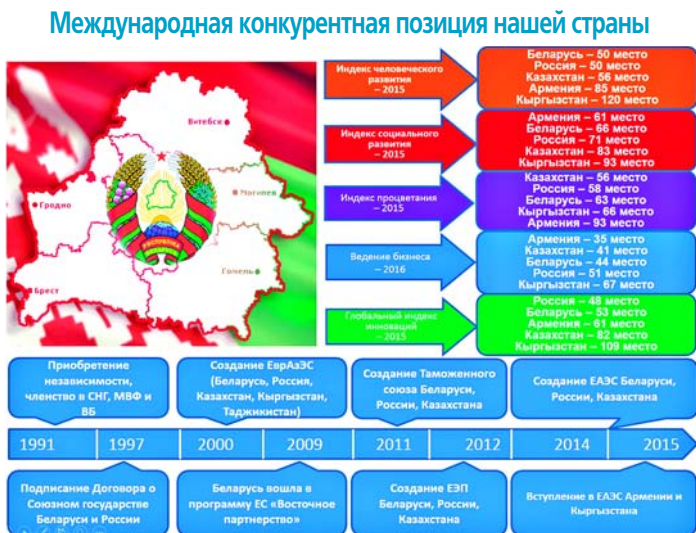 Международная конкурентная позиция нашей страны
Витебск
Могилев
Гродно
Гомель
Брест
Индекс человеческого
развития
– 2015
Беларусь – 50 место
Россия – 50 место
Казахстан – 56 место
Армения – 85 место
Кыргызстан – 120 место
Индекс социального
развития
– 2015
Армения – 61 место
Беларусь – 66 место
Россия – 71 место
Казахстан – 83 место
Кыргызстан – 93 место
Индекс процветания
– 2015
Казахстан – 56 место
Россия – 58 место
Беларусь – 63 место
Кыргызстан – 66 место
Армения – 93 место
Ведение бизнеса
– 2016
Армения – 35 место
Казахстан – 41 место
Беларусь – 44 место
Россия – 51 место
Кыргызстан – 67 место
Глобальный индекс
инноваций
– 2015
Россия – 48 место
Беларусь – 53 место
Армения – 61 место
Казахстан – 82 место
Кыргызстан – 109 место
Приобретение
независимости,
членство в СНГ, МВФ и
ВБ
Создание ЕврАзЭС
(Беларусь, Россия,
Казахстан, Кыргызстан,
Таджикистан)
Создание Таможенного
союза Беларуси,
России, Казахстана
Создание ЕАЭС Беларуси,
России, Казахстана
1991 1997 2000 2009 2011 2012 2014 2015
Подписание Договора о
Союзном государстве
Беларуси и России
Беларусь вошла в
программу ЕС «Восточное
партнерство»
Создание ЕЭП
Беларуси, России,
Казахстана
Вступление в ЕАЭС Армении и
Кыргызстана